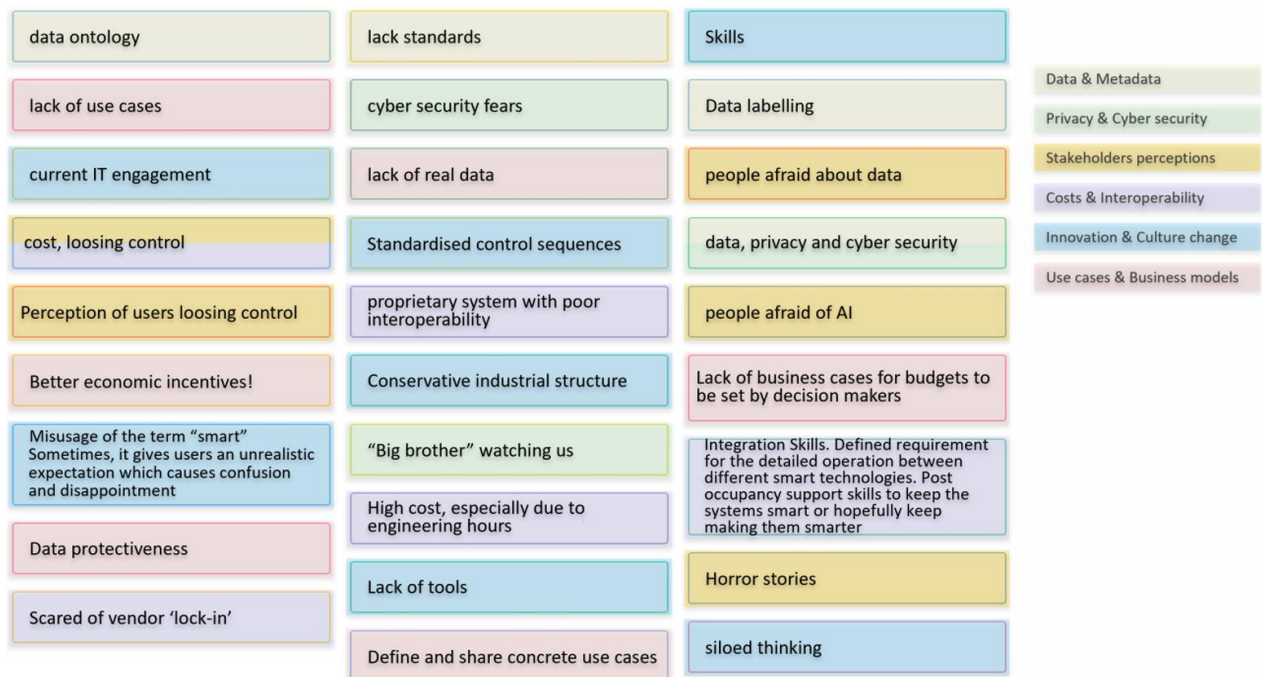 data ontology
lack of use cases
current IT engagement
cost, loosing control
Perception of users loosing control
Better economic incentives!
Misusage of the term “smart”
Sometimes, it gives users an unrealistic
expectation which causes confusion
and disappointment
Data protectiveness
Scared of vendor ‘lock-in’
lack standards
cyber security fears
lack of real data
Standardised control sequences
proprietary system with poor
interoperability
Conservative industrial structure
“Big brother” watching us
High cost, especially due to
engineering hours
Lack of tools
Define and share concrete use cases
Skills
Data labelling
people afraid about data
data, privacy and cyber security
people afraid of AI
Lack of business cases for budgets to
be set by decision makers
Integration Skills. Defined requirement
for the detailed operation between
different smart technologies. Post
occupancy support skills to keep the
systems smart or hopefully keep
making them smarter
Horror stories
siloed thinking
Data & Metadata
Privacy & Cyber security
Stakeholders perceptions
Costs & Interoperability
Innovation & Culture change
Use cases & Business models